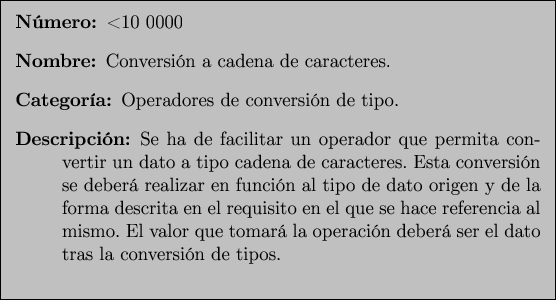 Número: <10 0000
Nombre: Conversión a cadena de caracteres.
Categoría: Operadores de conversión de tipo.
Descripción: Se ha de facilitar un operador que permita con-
vertir un dato a tipo cadena de caracteres. Esta conversión
se deberá realizar en función al tipo de dato origen y de la
forma descrita en el requisito en el que se hace referencia al
mismo. El valor que tomará la operación deberá ser el dato
tras la conversión de tipos.